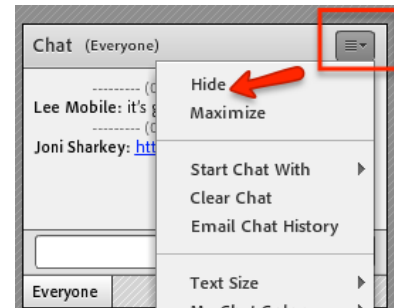 Chat (Everyone)
Hide
Lee Mobile: it's
Maximize
Joni Sharkey: htt
Start Chat With
Clear Chat
Email Chat History
Text Size
Everyone